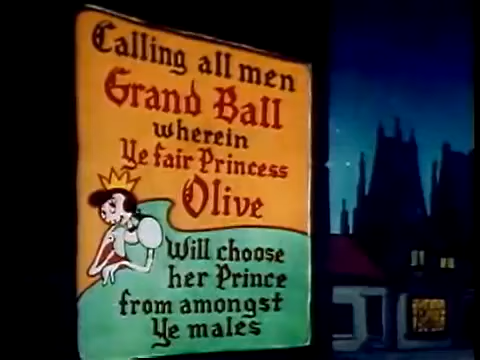 Calling all men
Grand Ball
wherein
Ye fair Princess
Olive
Will choose
her Prince
from amongst
Ye males